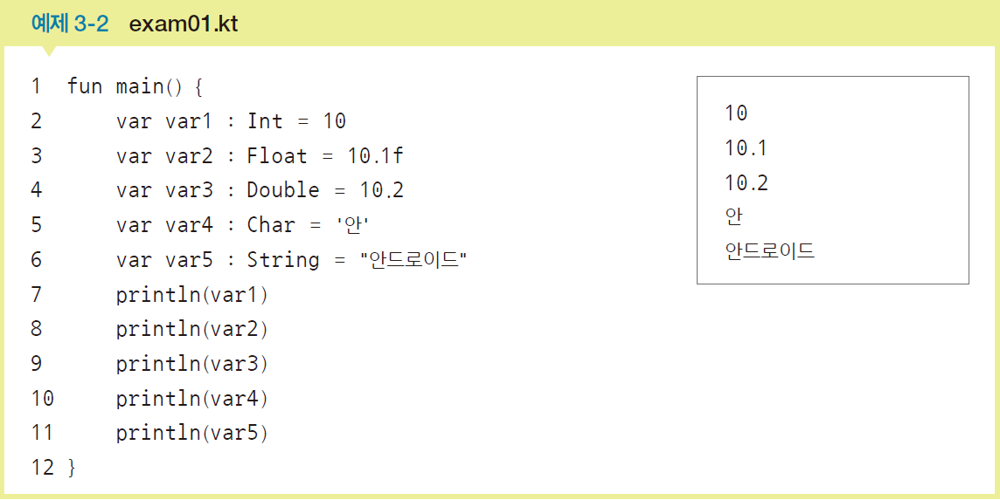 예제 3-2 exam01.kt
1 fun main() {
2     var var1 : Int = 10
3     var var2 : Float = 10.1f
4     var var3 : Double = 10.2
5     var var4 : Char = '안'
6     var var5 : String = "안드로이드"
7     println(var1)
8     println(var2)
9     println(var3)
10     println(var4)
11     println(var5)
12 }
10
10.1
10.2
안
안드로이드